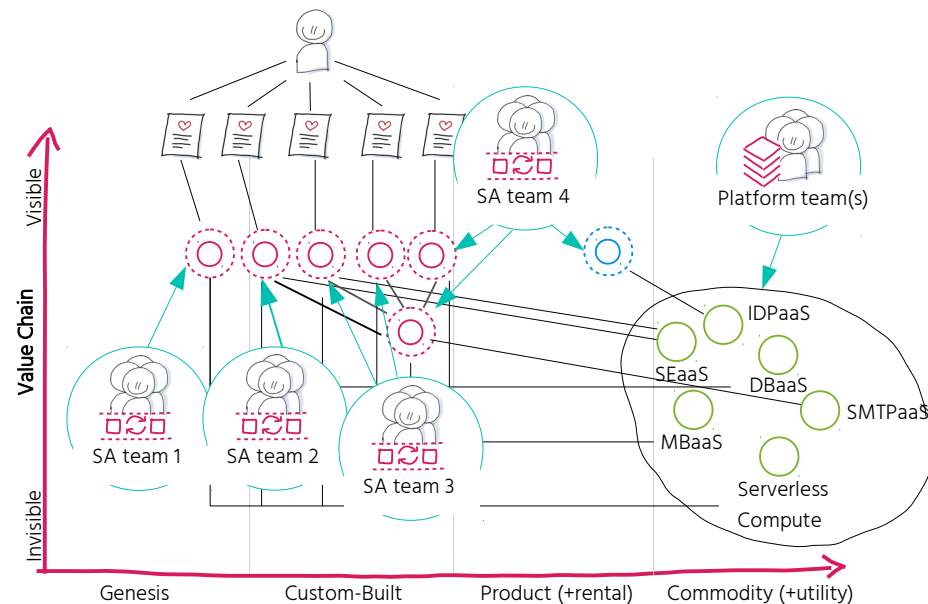 SA team 4
Platform team(s)
Visible
Value Chain
Invisible
IDPaaS
SEaaS
DBaaS
SMTPaaS
MBaaS
Serverless
Compute
SA team 1
SA team 2
SA team 3
Genesis
Custom-Built
Product (+rental)
Commodity (+utility)